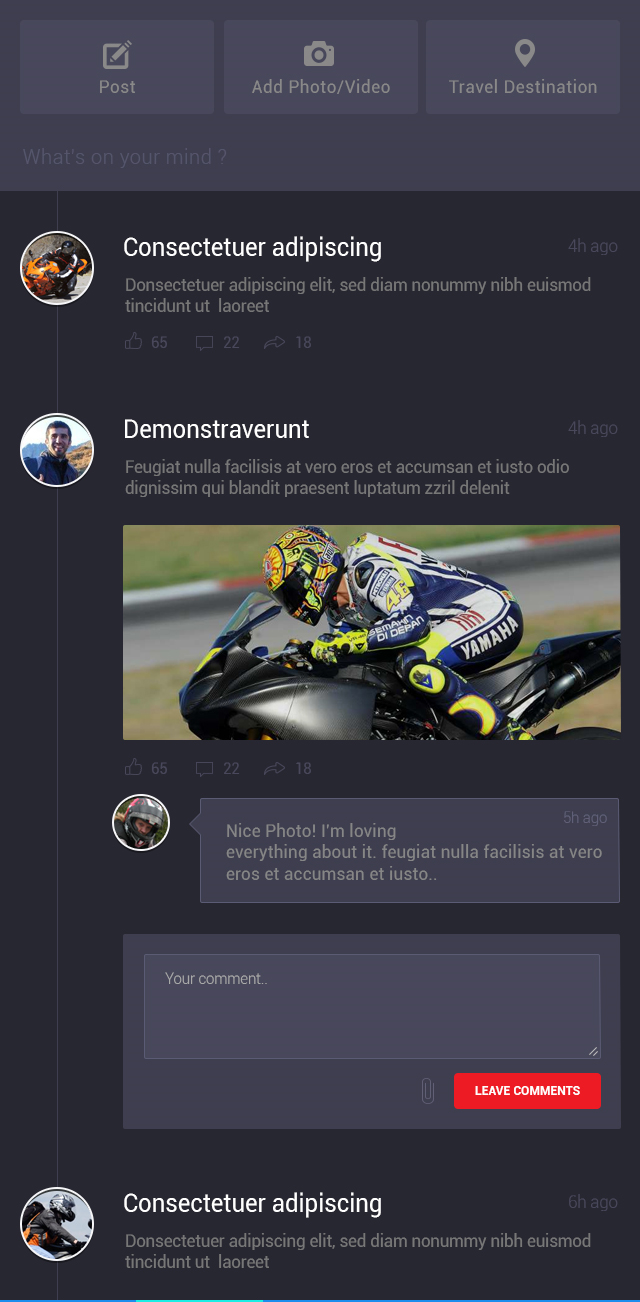 Post
Add Photo/Video
Travel Destination
What's on your mind ?
Consectetuer adipiscing
4h ago
Donsectetuer adipiscing elit, sed diam nonummy nibh euismod
tincidunt ut laoreet
65
22
18
Demonstraverunt
4h ago
Feugiat nulla facilisis at vero eros et accumsan et iusto odio
dignissim qui blandit praesent luptatum zzril delenit
46
SEMAKIN
DI DEPAN
YAMAHA
65
22
18
5h ago
Nice Photo! I'm loving
everything about it. feugiat nulla facilisis at vero
eros et accumsan et iusto..
Your comment..
LEAVE COMMENTS
Consectetuer adipiscing
6h ago
Donsectetuer adipiscing elit, sed diam nonummy nibh euismod
tincidunt ut laoreet